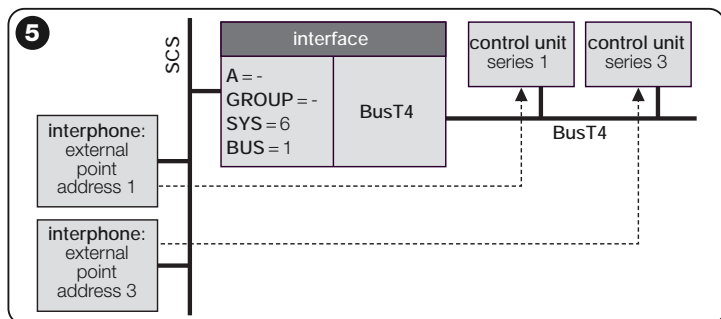 5
SCS
interface
A = -
GROUP = -
SYS = 6
BUS = 1
BusT4
control unit
series 1
control unit
series 3
BusT4
interphone:
external
point
address 1
interphone:
external
point
address 3